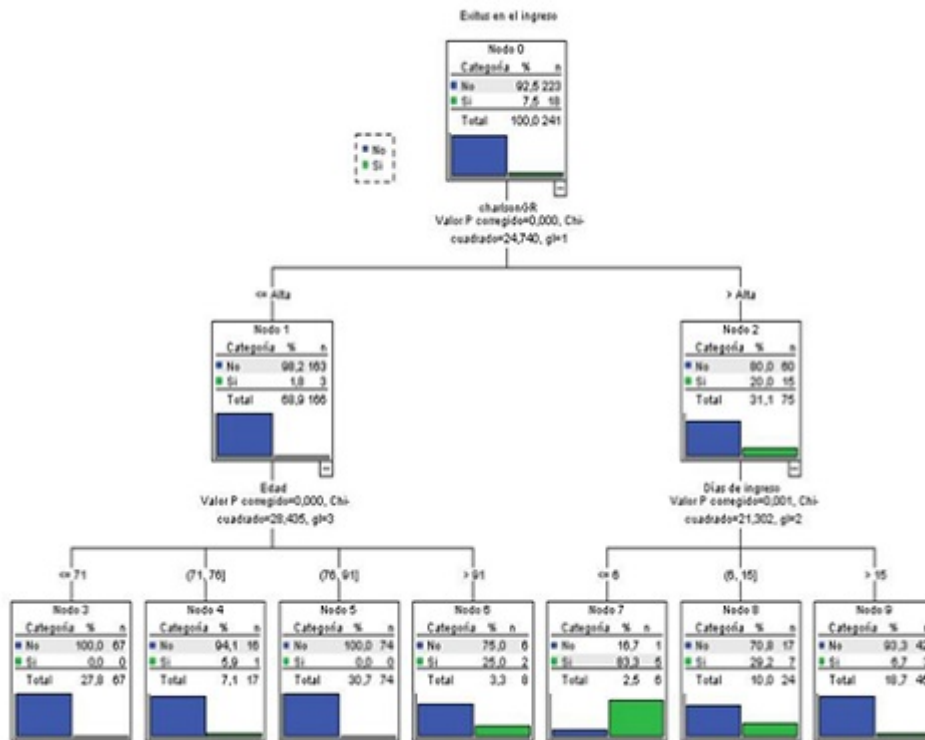 Exitus en el ingreso
Nodo 0
Categoría % n
No 92,5 223
Si 7,5 18
Total 100,0 241
No
Si
charlsonGR
Valor P corregido=0,000, Chi-
cuadrado=24,740, gl=1
<= Alta
> Alta
Nodo 1
Categoría % n
No 98,2 163
Si 1,8 3
Total 68,9 166
Nodo 2
Categoría % n
No 80,0 60
Si 20,0 15
Total 31,1 75
Edad
Valor P corregido=0,000, Chi-
cuadrado=28,435, gl=3
Días de ingreso
Valor P corregido=0,001, Chi-
cuadrado=21,302, gl=2
<= 71
(71, 76]
(76, 91]
> 91
<= 6
(6, 15]
> 15
Nodo 3
Categoría % n
No 100,0 67
Si 0,0 0
Total 27,8 67
Nodo 4
Categoría % n
No 94,1 16
Si 5,9 1
Total 7,1 17
Nodo 5
Categoría % n
No 100,0 74
Si 0,0 0
Total 30,7 74
Nodo 6
Categoría % n
No 75,0 6
Si 25,0 2
Total 3,3 8
Nodo 7
Categoría % n
No 16,7 1
Si 83,3 5
Total 2,5 6
Nodo 8
Categoría % n
No 70,8 17
Si 29,2 7
Total 10,0 24
Nodo 9
Categoría % n
No 93,3
Si 6,7
Total 18,7